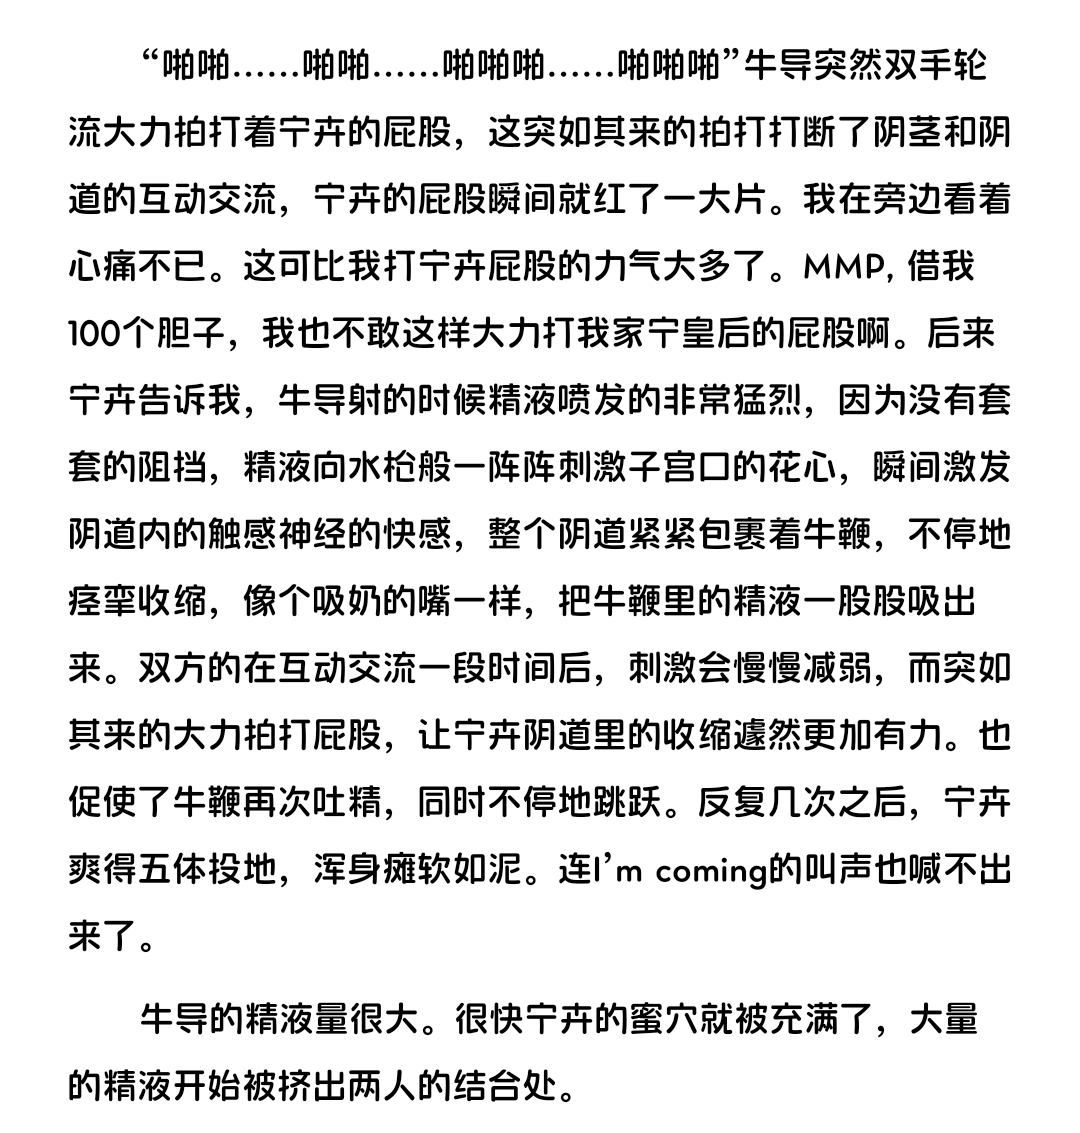 “啪啪……啪啪……啪啪啪……啪啪啪”牛导突然双手轮
流大力拍打着宁卉的屁股，这突如其来的拍打打断了阴茎和阴
道的互动交流，宁卉的屁股瞬间就红了一大片。我在旁边看着
心痛不已。这可比我打宁卉屁股的力气大多了。MMP, 借我
100个胆子，我也不敢这样大力打我家宁皇后的屁股啊。后来
宁卉告诉我，牛导射的时候精液喷发的非常猛烈，因为没有套
套的阻挡，精液向水枪般一阵阵刺激子宫口的花心，瞬间激发
阴道内的触感神经的快感，整个阴道紧紧包裹着牛鞭，不停地
痉挛收缩，像个吸奶的嘴一样，把牛鞭里的精液一股股吸出
来。双方的在互动交流一段时间后，刺激会慢慢减弱，而突如
其来的大力拍打屁股，让宁卉阴道里的收缩遽然更加有力。也
促使了牛鞭再次吐精，同时不停地跳跃。反复几次之后，宁卉
爽得五体投地，浑身瘫软如泥。连I’m coming的叫声也喊不出
来了。
牛导的精液量很大。很快宁卉的蜜穴就被充满了，大量
的精液开始被挤出两人的结合处。